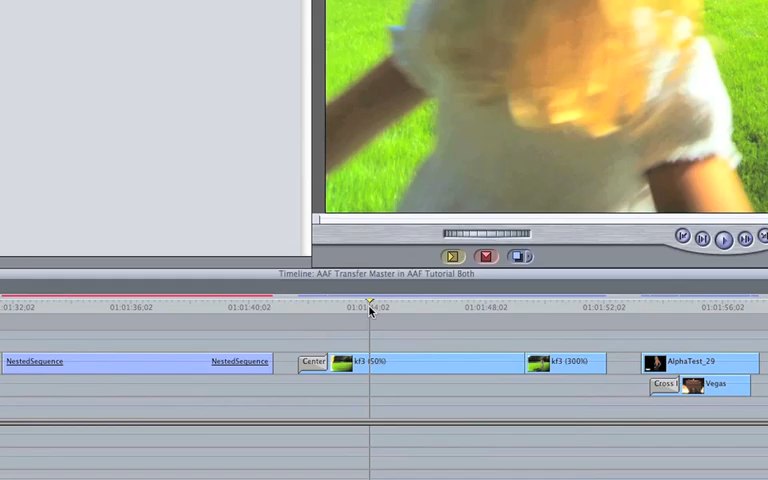 Timeline: AAF Transfer Master in AAF Tutorial Both
01:32;02
01:01:36;02
01:01:40;02
01:01:44;02
01:01:48;02
01:01:52;02
01:01:56;02
NestedSequence
NestedSequence
Center
kf3 (50%)
kf3 (300%)
AlphaTest_29
Cross
Vegas